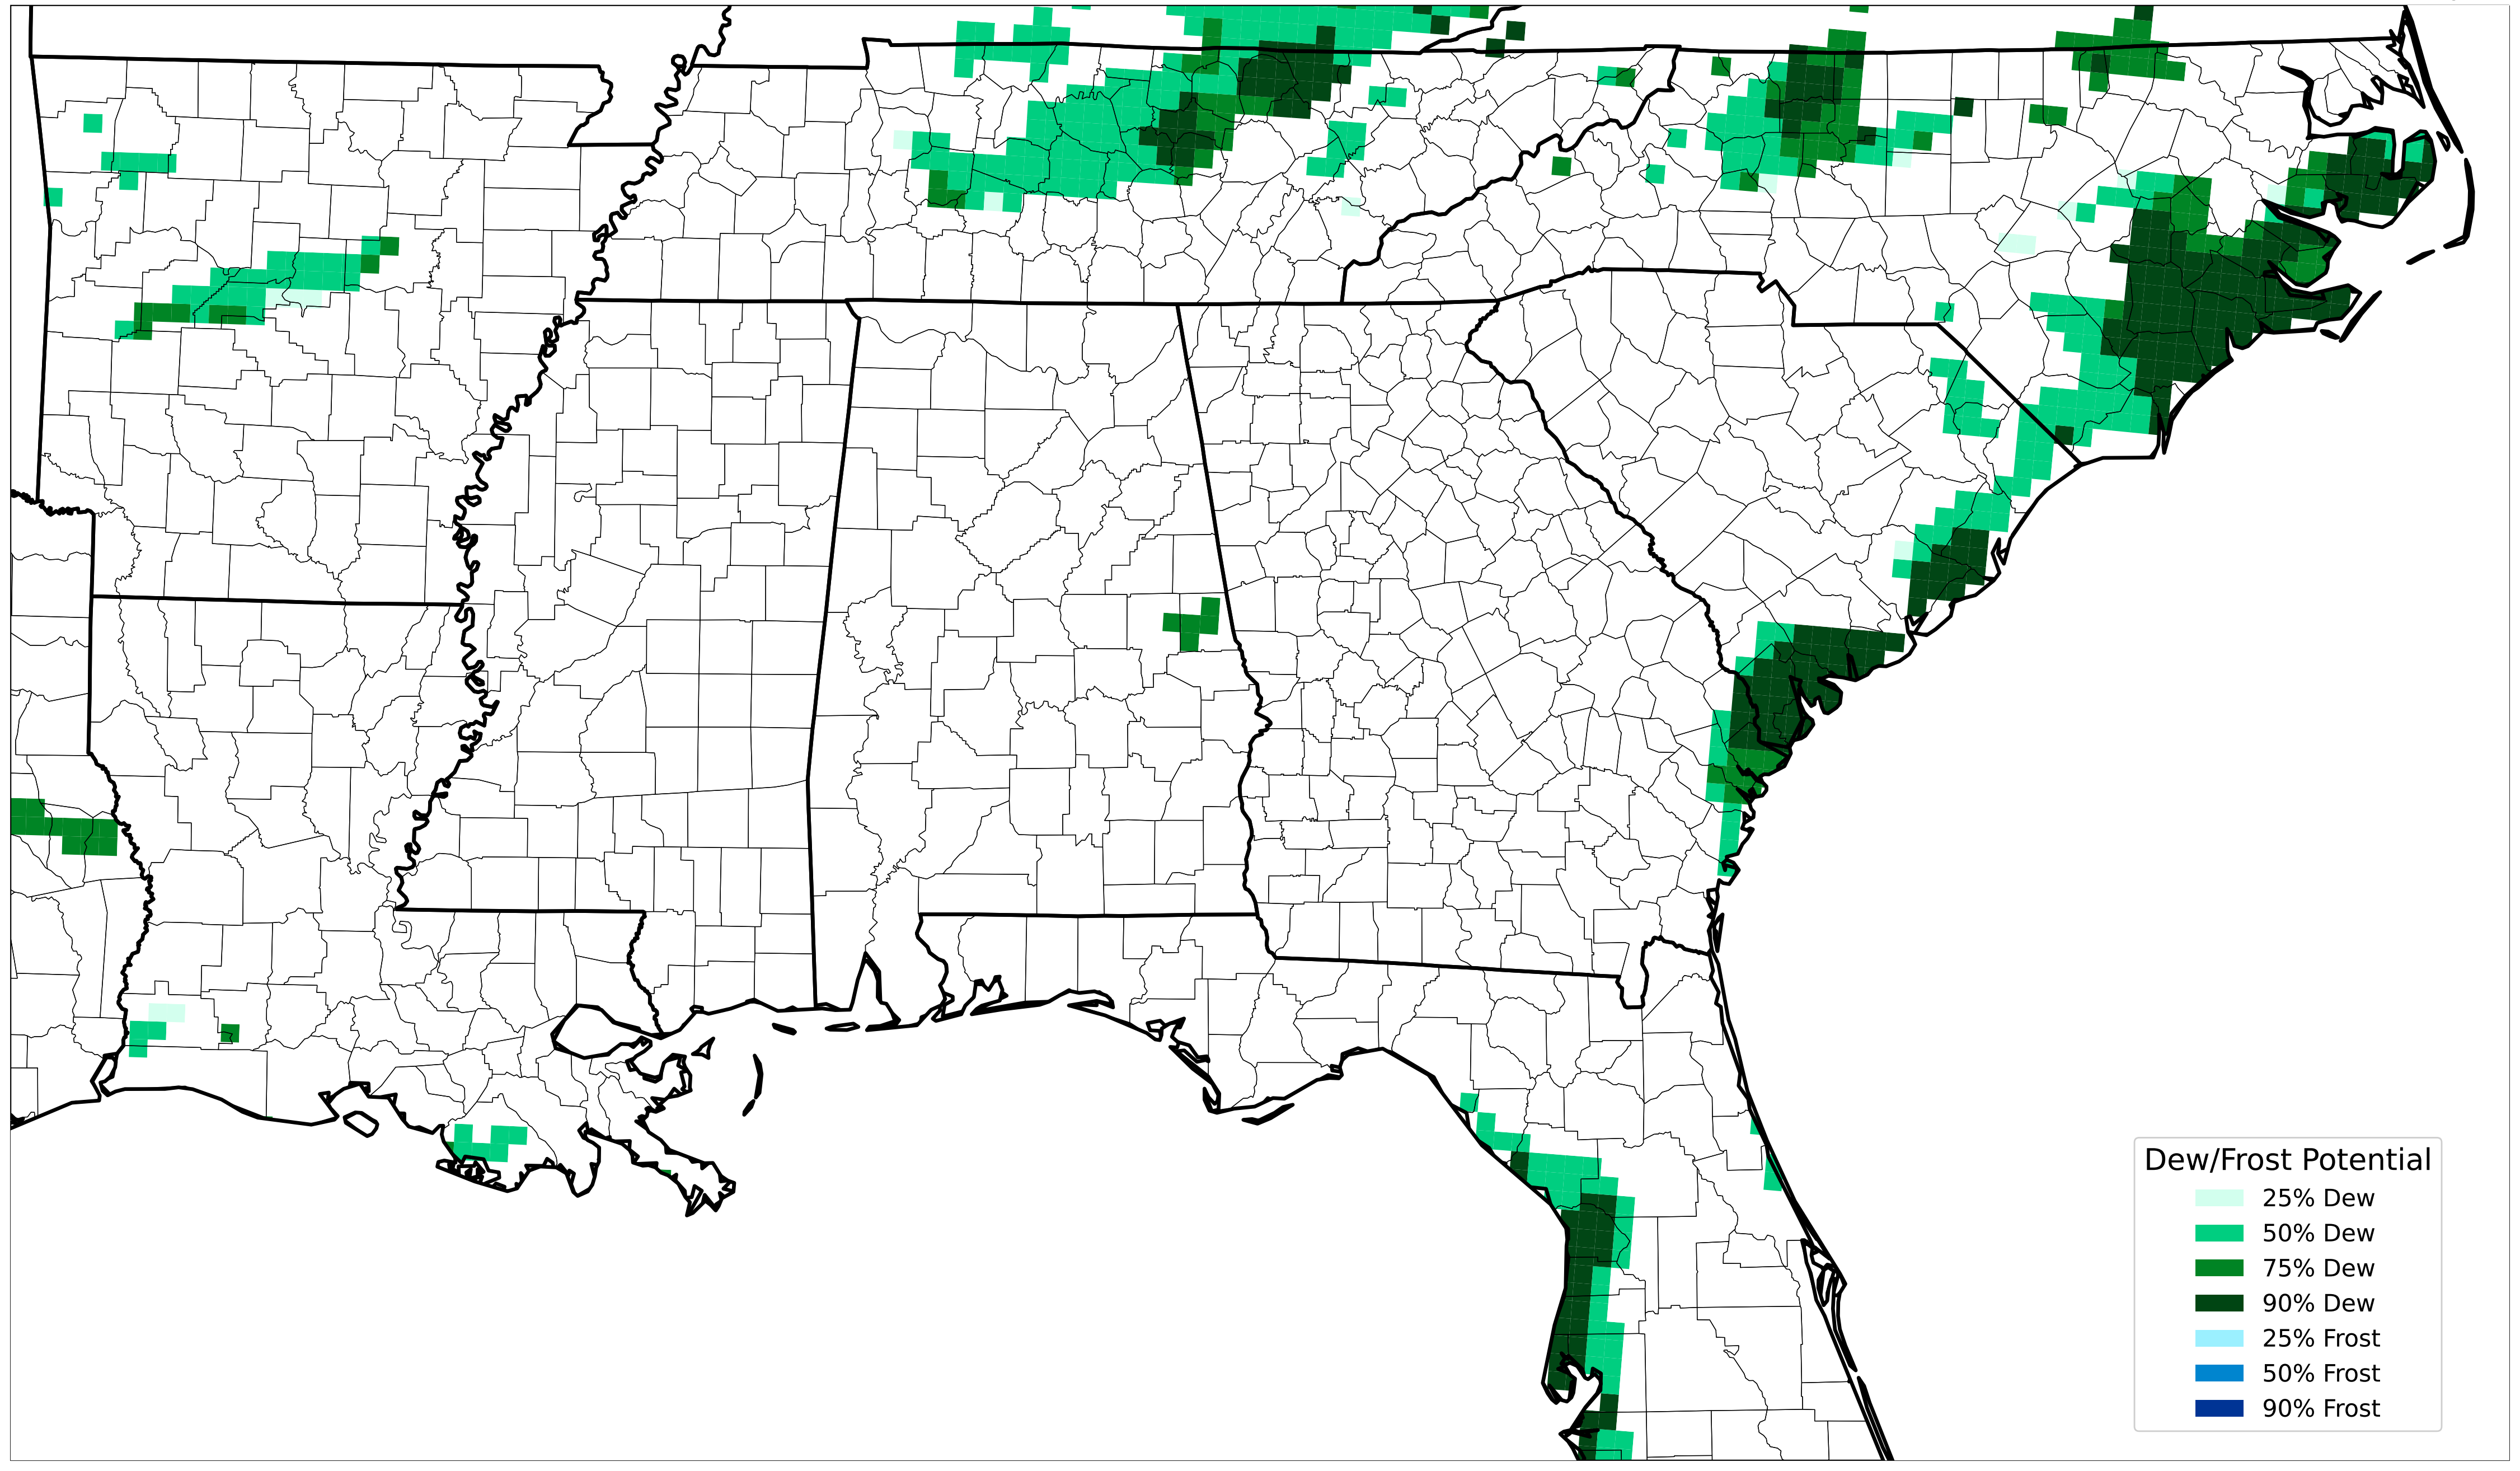 Dew/Frost Potential
25% Dew
50% Dew
75% Dew
90% Dew
25% Frost
50% Frost
90% Frost